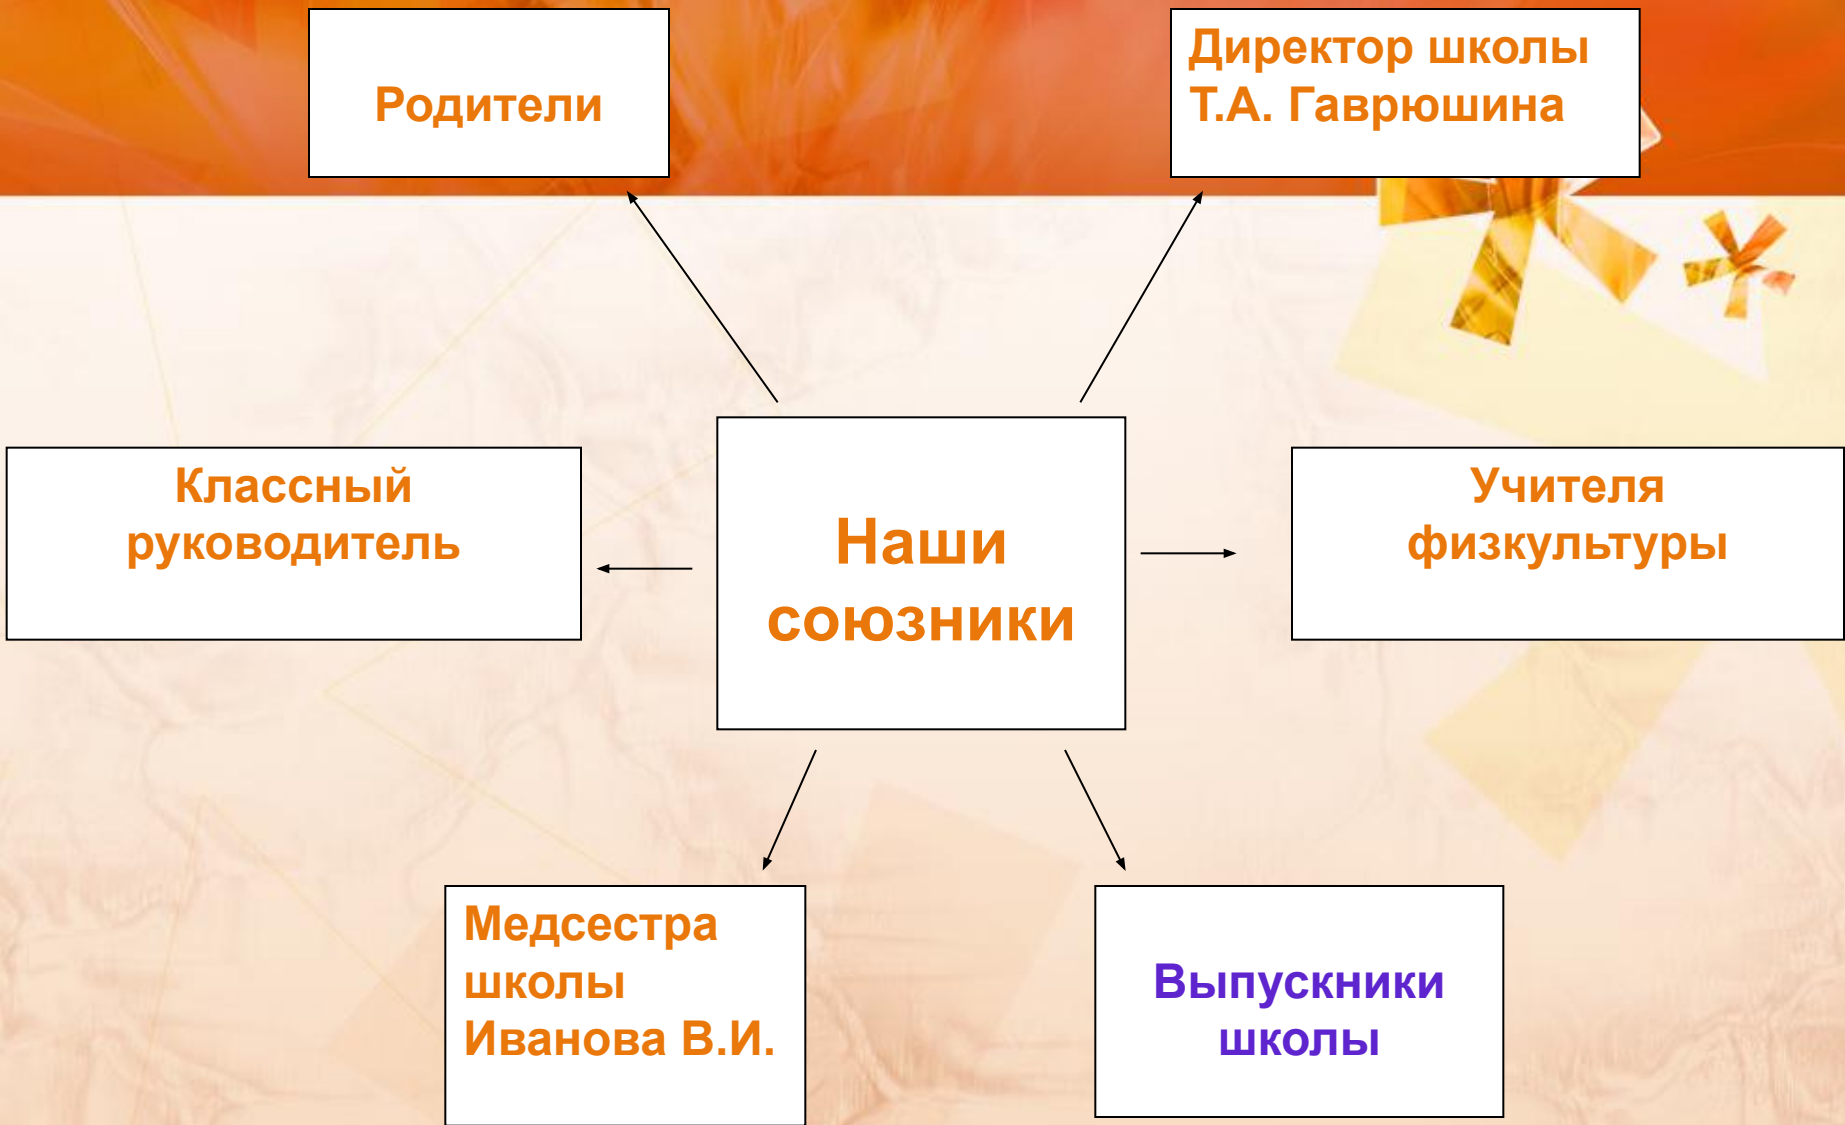 Родители
Директор школы
Т.А. Гаврюшина
Классный
руководитель
Наши
союзники
Учителя
физкультуры
Медсестра
школы
Иванова В.И.
Выпускники
школы